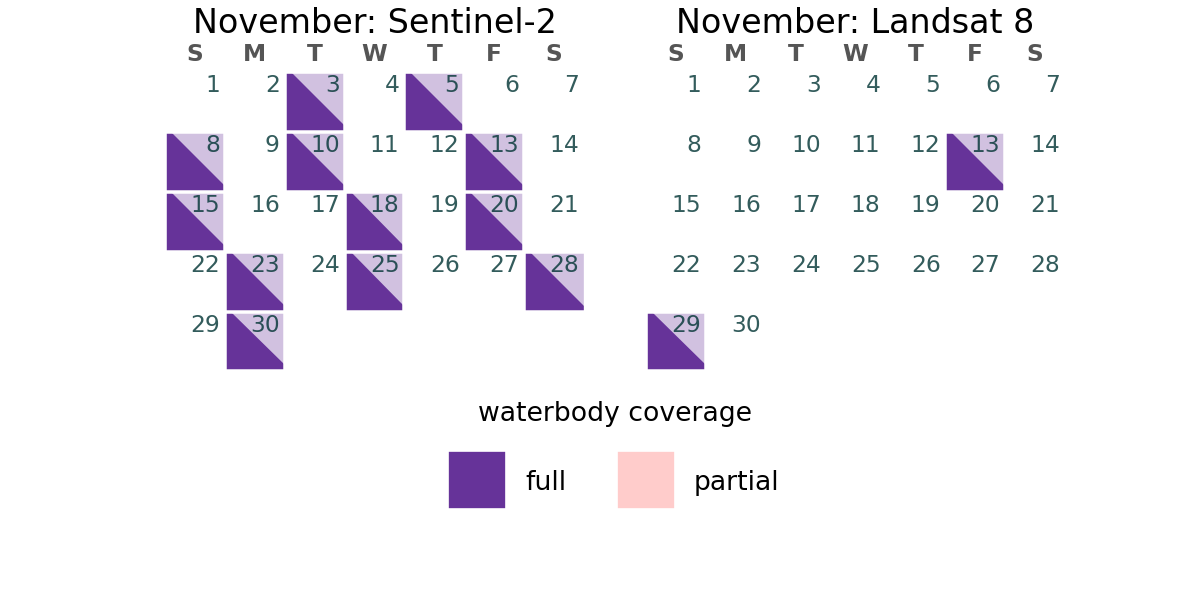 November: Sentinel-2
S M T W T F S
1 2 3 4 5 6 7
8 9 10 11 12 13 14
15 16 17 18 19 20 21
22 23 24 25 26 27 28
29 30
November: Landsat 8
S M T W T F S
1 2 3 4 5 6 7
8 9 10 11 12 13 14
15 16 17 18 19 20 21
22 23 24 25 26 27 28
29 30
waterbody coverage
full partial